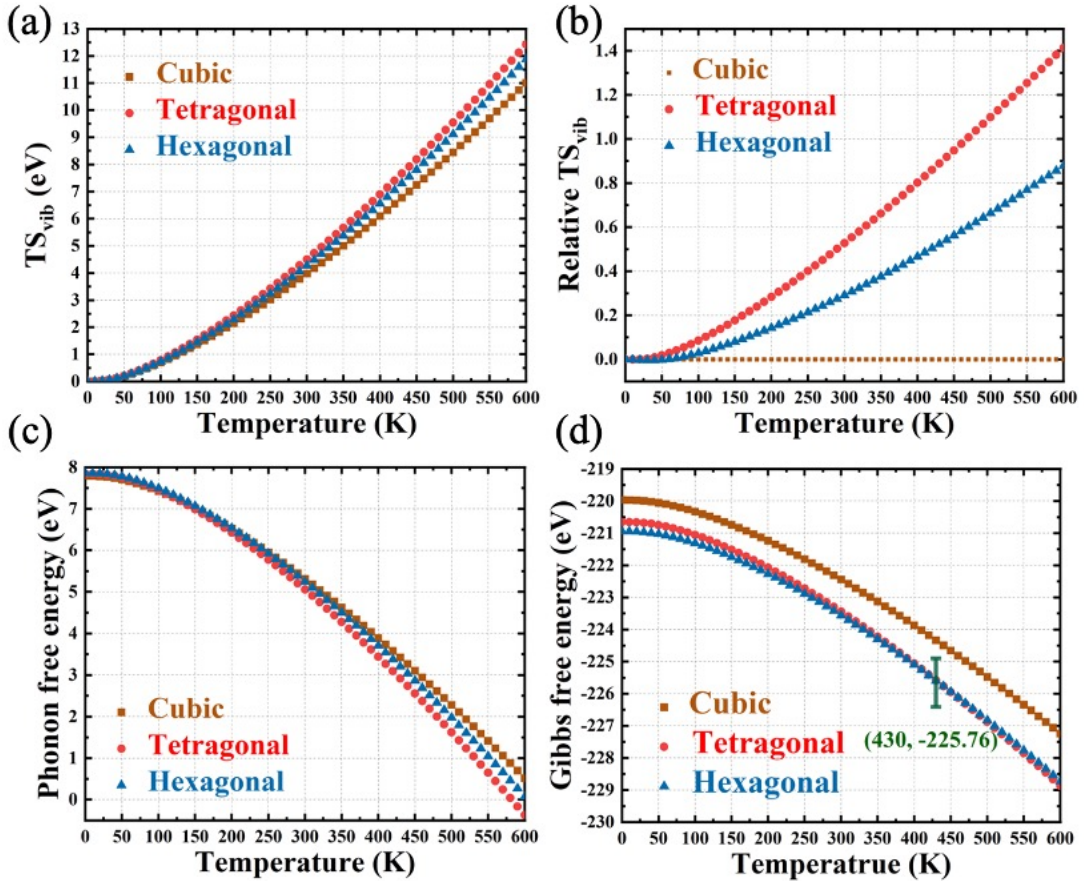 (a)
13
12
11
10
9
8
7
6
5
4
3
2
1
0
TS_vib (eV)
Cubic
Tetragonal
Hexagonal
0 50 100 150 200 250 300 350 400 450 500 550 600
Temperature (K)
(b)
1.4
1.2
1.0
0.8
0.6
0.4
0.2
0.0
Relative TS_vib
Cubic
Tetragonal
Hexagonal
0 50 100 150 200 250 300 350 400 450 500 550 600
Temperature (K)
(c)
8
7
6
5
4
3
2
1
0
Phonon free energy (eV)
Cubic
Tetragonal
Hexagonal
0 50 100 150 200 250 300 350 400 450 500 550 600
Temperature (K)
(d)
-219
-220
-221
-222
-223
-224
-225
-226
-227
-228
-229
-230
Gibbs free energy (eV)
Cubic
Tetragonal
(430, -225.76)
Hexagonal
0 50 100 150 200 250 300 350 400 450 500 550 600
Temperatrue (K)